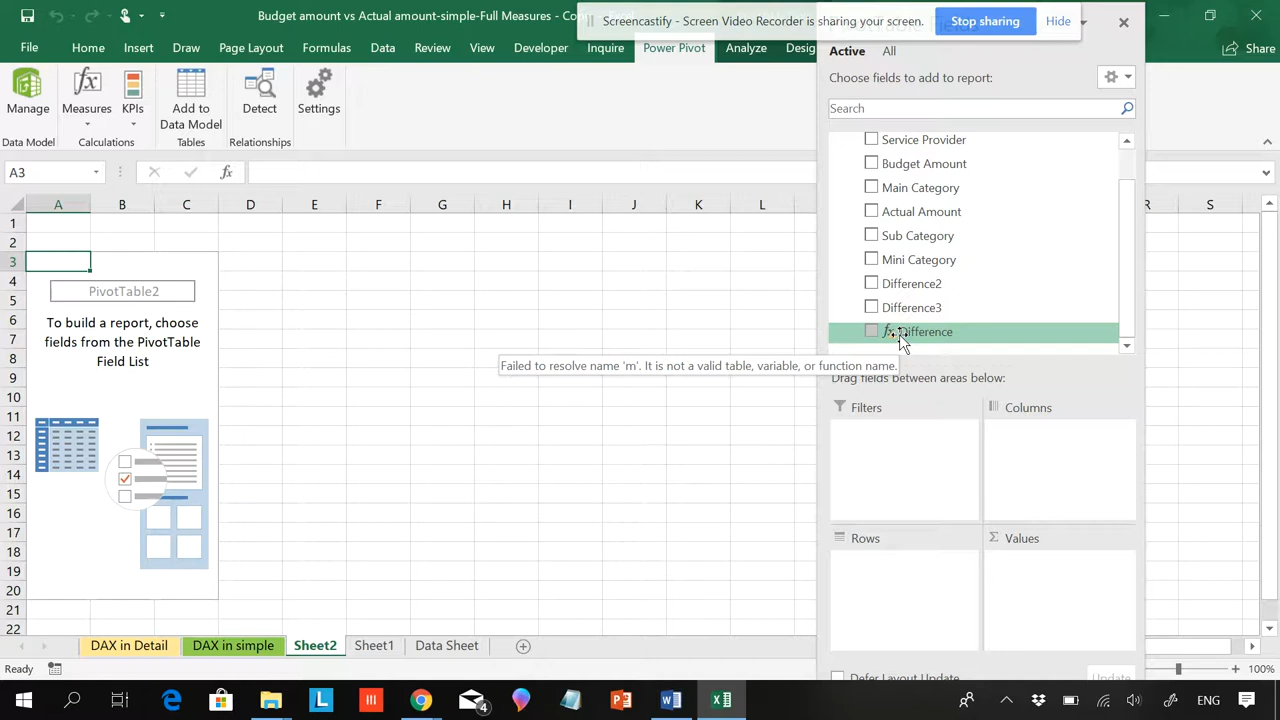 Budget amount vs Actual amount-simple-Full Measures - Co
Screencastify - Screen Video Recorder is sharing your screen.
Stop sharing
Hide
File
Home
Insert
Draw
Page Layout
Formulas
Data
Review
View
Developer
Inquire
Power Pivot
Analyze
Desig
Share
Manage
Measures
KPIs
Add to
Data Model
Detect
Settings
Data Model
Calculations
Tables
Relationships
Active
All
Choose fields to add to report:
Search
A3
fx
A B C D E F G H I J K L R S
Service Provider
Budget Amount
Main Category
Actual Amount
Sub Category
Mini Category
Difference2
Difference3
fx Difference
Failed to resolve name 'm'. It is not a valid table, variable, or function name.
Drag fields between areas below:
Filters
Columns
Rows
Σ Values
Defer Layout Update
Update
1
2
3
4
5
6
7
8
9
10
11
12
13
14
15
16
17
18
19
20
21
22
PivotTable2
To build a report, choose
fields from the PivotTable
Field List
DAX in Detail
DAX in simple
Sheet2
Sheet1
Data Sheet
Ready
100%
4
ENG